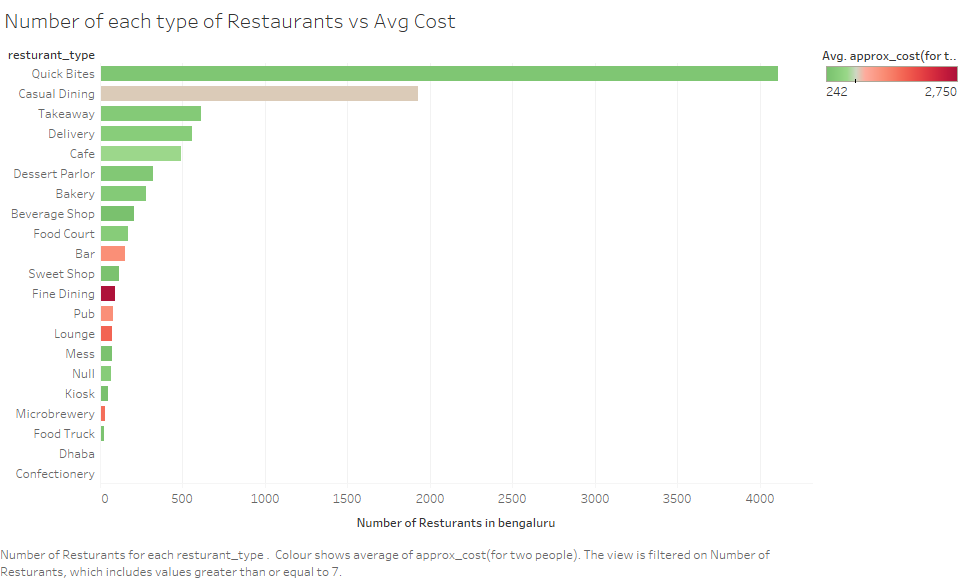 Number of each type of Restaurants vs Avg Cost
resturant_type
Quick Bites
Casual Dining
Takeaway
Delivery
Cafe
Dessert Parlor
Bakery
Beverage Shop
Food Court
Bar
Sweet Shop
Fine Dining
Pub
Lounge
Mess
Null
Kiosk
Microbrewery
Food Truck
Dhaba
Confectionery
0 500 1000 1500 2000 2500 3000 3500 4000
Number of Resturants in bengaluru
Avg. approx_cost(for t..
242 2,750
Number of Resturants for each resturant_type .  Colour shows average of approx_cost(for two people). The view is filtered on Number of
Resturants, which includes values greater than or equal to 7.